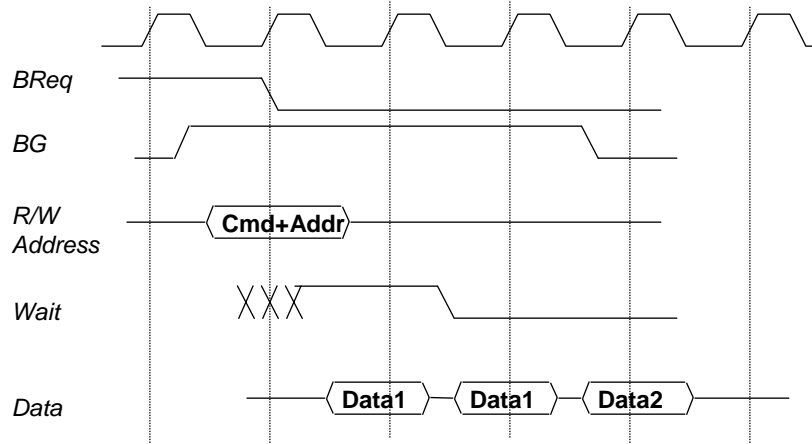 BReq
BG
R/W
Address
Cmd+Addr
Wait
Data
Data1
Data1
Data2